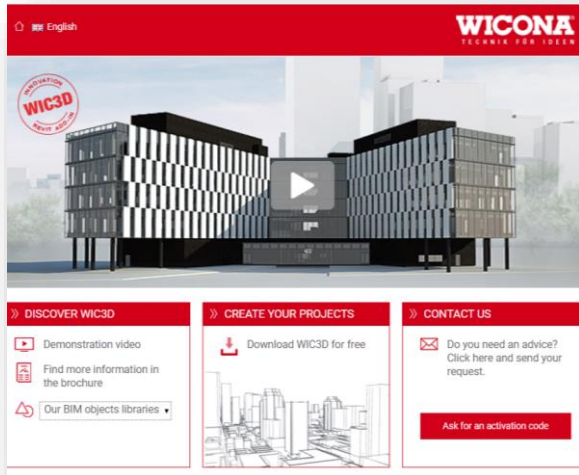 English
WICONA
TECHNIK FÜR IDEEN
INNOVATION
WIC3D
REVIT ADD-IN
» DISCOVER WIC3D
Demonstration video
Find more information in
the brochure
Our BIM objects libraries
» CREATE YOUR PROJECTS
Download WIC3D for free
» CONTACT US
Do you need an advice?
Click here and send your
request.
Ask for an activation code